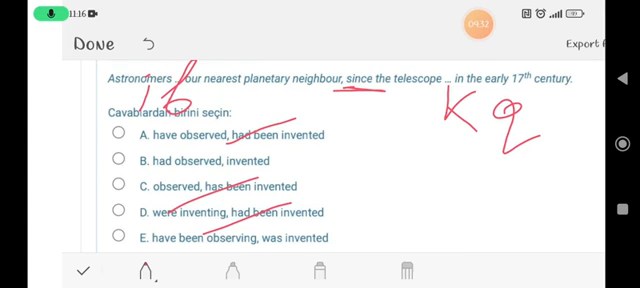 11:16
09:32
Done
Export
Astronomers .. our nearest planetary neighbour, since the telescope ... in the early 17th century.
16
K q
Cavablardan birini seçin:
A. have observed, had been invented
B. had observed, invented
C. observed, has been invented
D. were inventing, had been invented
E. have been observing, was invented